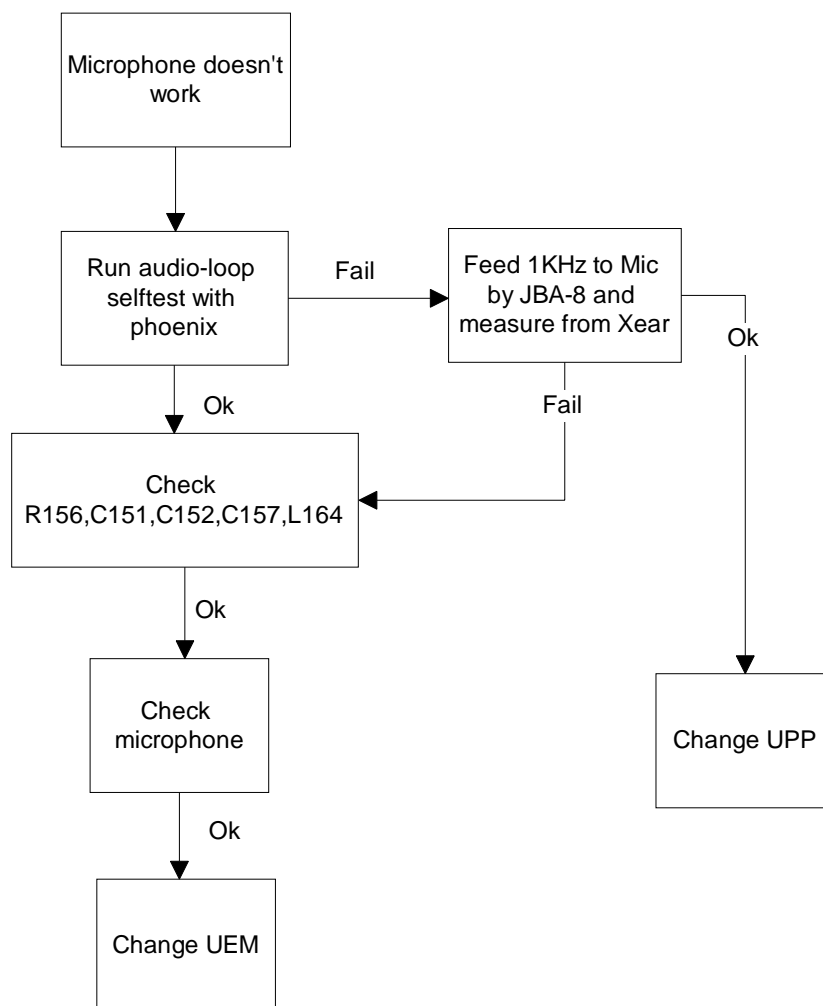 Microphone doesn't
work
Run audio-loop
selftest with
phoenix
Fail
Feed 1KHz to Mic
by JBA-8 and
measure from Xear
Ok
Fail
Ok
Check
R156,C151,C152,C157,L164
Ok
Check
microphone
Change UPP
Ok
Change UEM